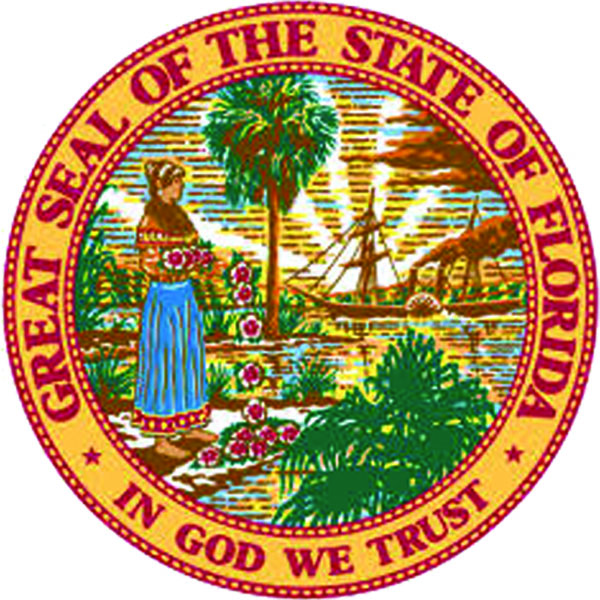 GREAT SEAL OF THE STATE OF FLORIDA
IN GOD WE TRUST